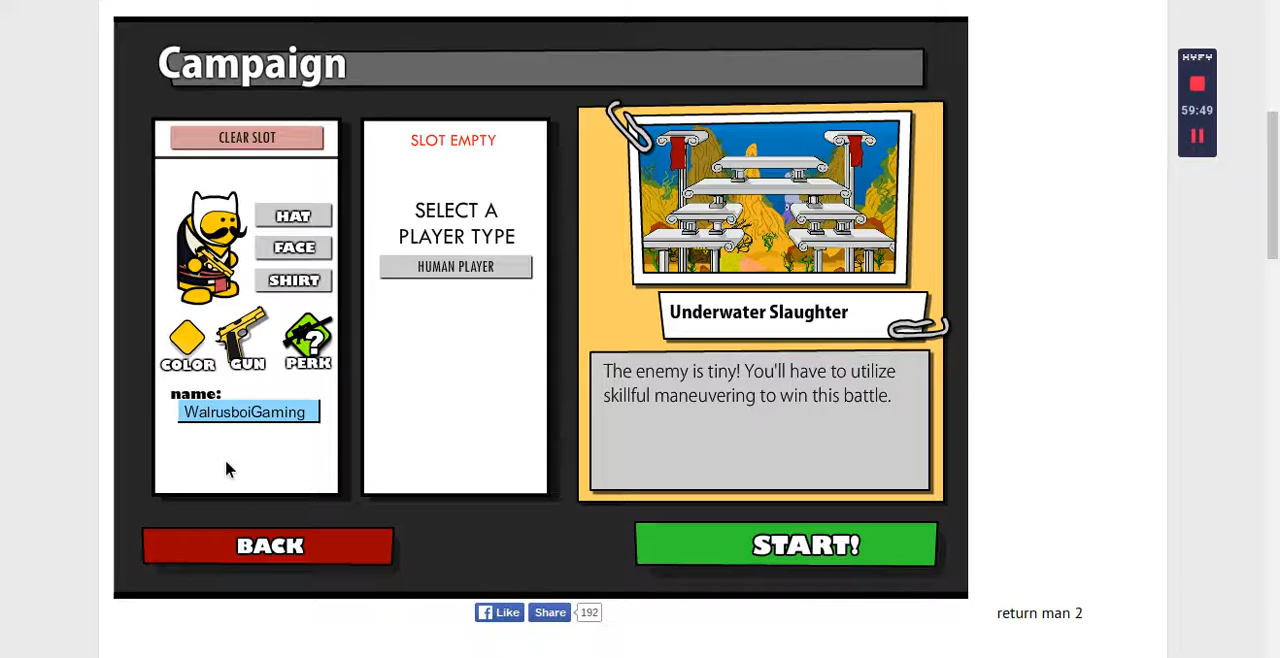 Campaign
CLEAR SLOT
HAT
FACE
SHIRT
COLOR
GUN
?
PERK
name:
WalrusboiGaming
SLOT EMPTY
SELECT A
PLAYER TYPE
HUMAN PLAYER
Underwater Slaughter
The enemy is tiny! You'll have to utilize
skillful maneuvering to win this battle.
BACK
START!
Like
Share
192
return man 2
HYFY
59:49